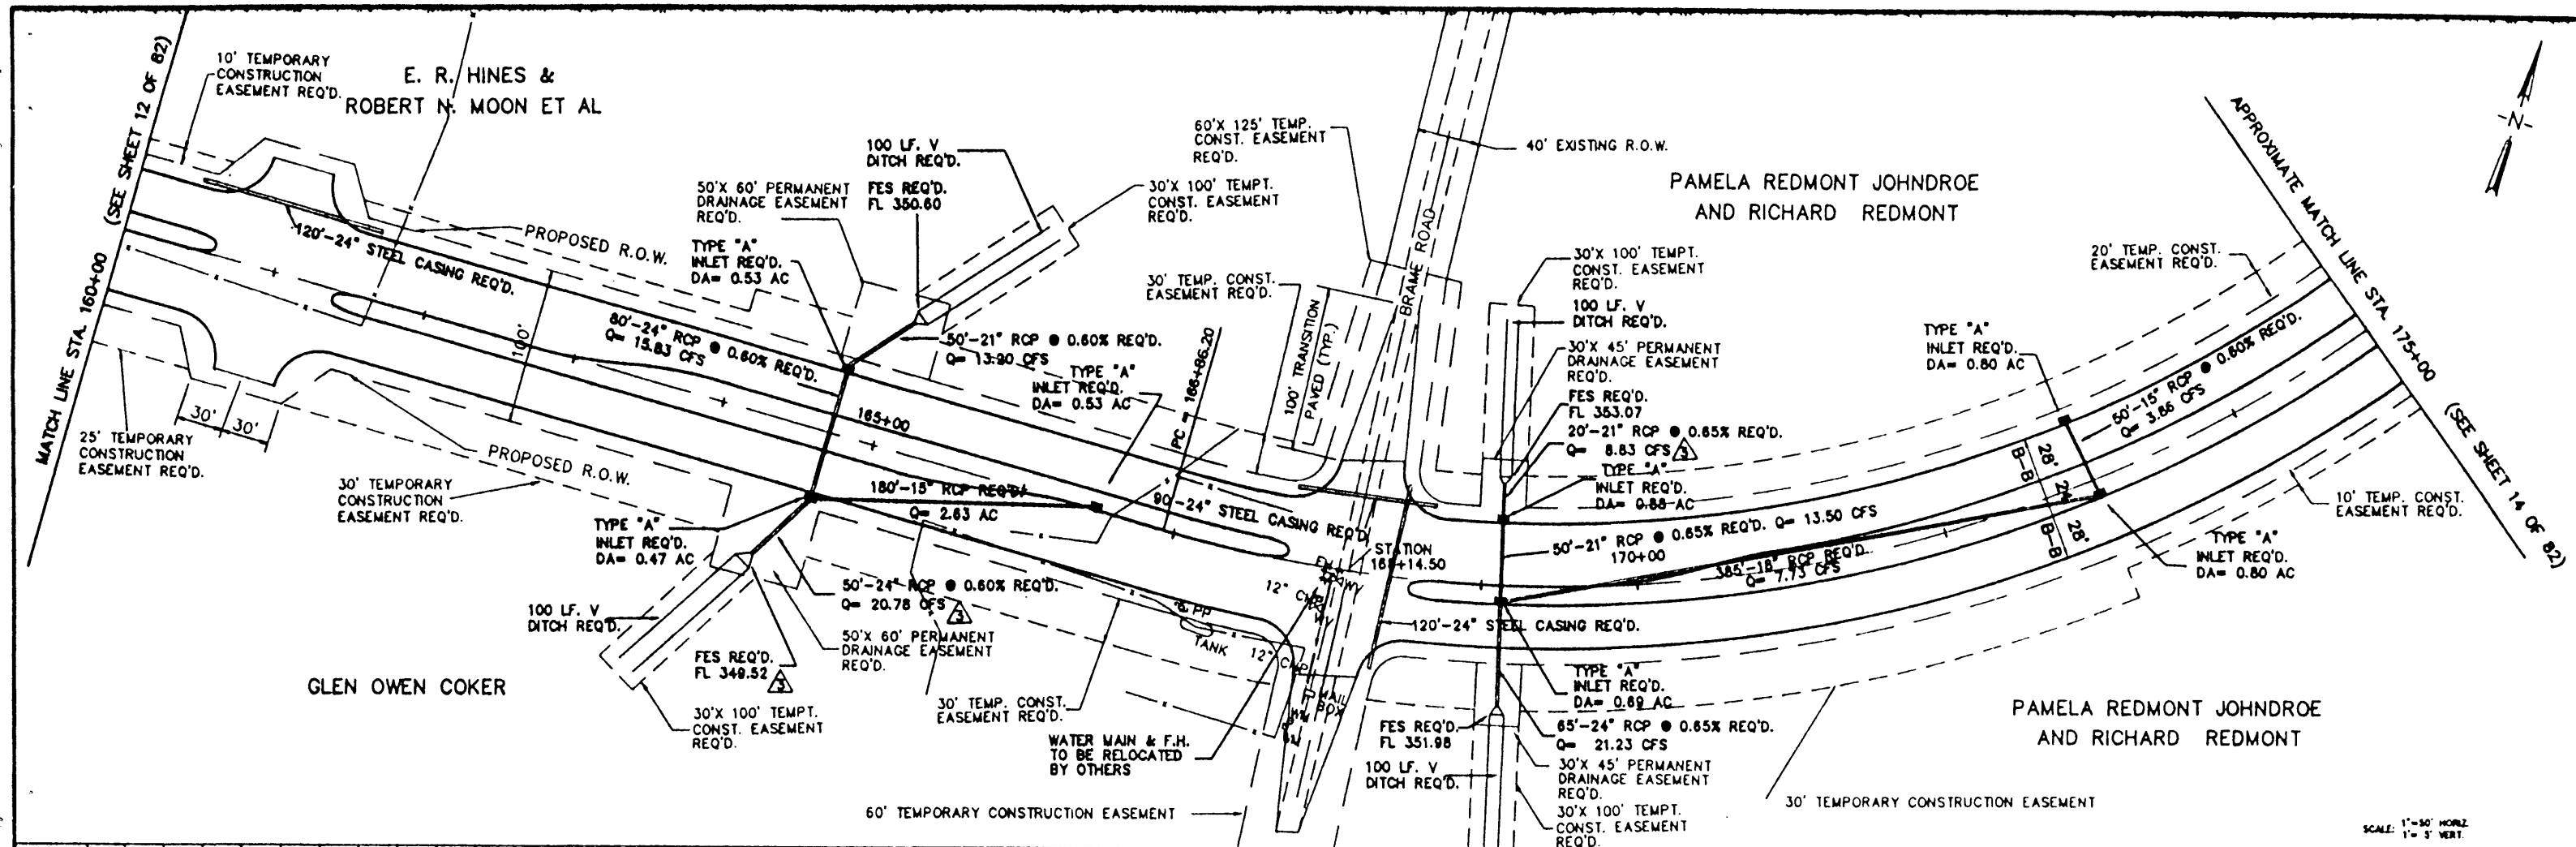 MATCH LINE STA. 160+00 (SEE SHEET 12 OF 82)
10' TEMPORARY
CONSTRUCTION
EASEMENT REQ'D.
E. R. HINES &
ROBERT N. MOON ET AL
120'-24" STEEL CASING REQ'D.
PROPOSED R.O.W.
100'
30'
30'
25' TEMPORARY
CONSTRUCTION
EASEMENT REQ'D.
PROPOSED R.O.W.
30' TEMPORARY
CONSTRUCTION
EASEMENT REQ'D.
50'X 60' PERMANENT
DRAINAGE EASEMENT
REQ'D.
TYPE "A"
INLET REQ'D.
DA= 0.53 AC
100 LF. V
DITCH REQ'D.
FES REQ'D.
FL 350.60
30'X 100' TEMPT.
CONST. EASEMENT
REQ'D.
80'-24" RCP @ 0.60% REQ'D.
Q= 15.83 CFS
50'-21" RCP @ 0.60% REQ'D.
Q= 13.90 CFS
TYPE "A"
INLET REQ'D.
DA= 0.53 AC
165+00
PC = 166+86.20
180'-15" RCP REQ'D
Q= 2.63 AC
90'-24" STEEL CASING REQ'D
TYPE "A"
INLET REQ'D.
DA= 0.47 AC
100 LF. V
DITCH REQ'D.
50'-24" RCP @ 0.60% REQ'D.
Q= 20.78 CFS 3
FES REQ'D.
FL 349.52 3
50'X 60' PERMANENT
DRAINAGE EASEMENT
REQ'D.
GLEN OWEN COKER
30'X 100' TEMPT.
CONST. EASEMENT
REQ'D.
30' TEMP. CONST.
EASEMENT REQ'D.
PP
TANK
12" CMP
12" CMP
MAIL
BOX
WATER MAIN & F.H.
TO BE RELOCATED
BY OTHERS
60' TEMPORARY CONSTRUCTION EASEMENT
60'X 125' TEMP.
CONST. EASEMENT
REQ'D.
30' TEMP. CONST.
EASEMENT REQ'D.
100' TRANSITION
PAVED (TYP.)
BRAME ROAD
40' EXISTING R.O.W.
STATION
168+14.50
120'-24" STEEL CASING REQ'D.
PAMELA REDMONT JOHNDROE
AND RICHARD REDMONT
30'X 100' TEMPT.
CONST. EASEMENT
REQ'D.
100 LF. V
DITCH REQ'D.
30'X 45' PERMANENT
DRAINAGE EASEMENT
REQ'D.
FES REQ'D.
FL 353.07
20'-21" RCP @ 0.65% REQ'D.
Q= 8.83 CFS 3
TYPE "A"
INLET REQ'D.
DA= 0.88 AC
50'-21" RCP @ 0.65% REQ'D. Q= 13.50 CFS
170+00
385'-18" RCP REQ'D.
Q= 7.73 CFS
TYPE "A"
INLET REQ'D.
DA= 0.69 AC
FES REQ'D.
FL 351.98
100 LF. V
DITCH REQ'D.
65'-24" RCP @ 0.65% REQ'D.
Q= 21.23 CFS
30'X 45' PERMANENT
DRAINAGE EASEMENT
REQ'D.
30'X 100' TEMPT.
CONST. EASEMENT
REQ'D.
20' TEMP. CONST.
EASEMENT REQ'D.
TYPE "A"
INLET REQ'D.
DA= 0.80 AC
50'-15" RCP @ 0.60% REQ'D.
Q= 3.86 CFS
28'
B-B
24'
28'
B-B
TYPE "A"
INLET REQ'D.
DA= 0.80 AC
10' TEMP. CONST.
EASEMENT REQ'D.
30' TEMPORARY CONSTRUCTION EASEMENT
PAMELA REDMONT JOHNDROE
AND RICHARD REDMONT
APPROXIMATE MATCH LINE STA. 175+00 (SEE SHEET 14 OF 82)
-N-
SCALE: 1"=50' HORIZ.
1"= 5' VERT.